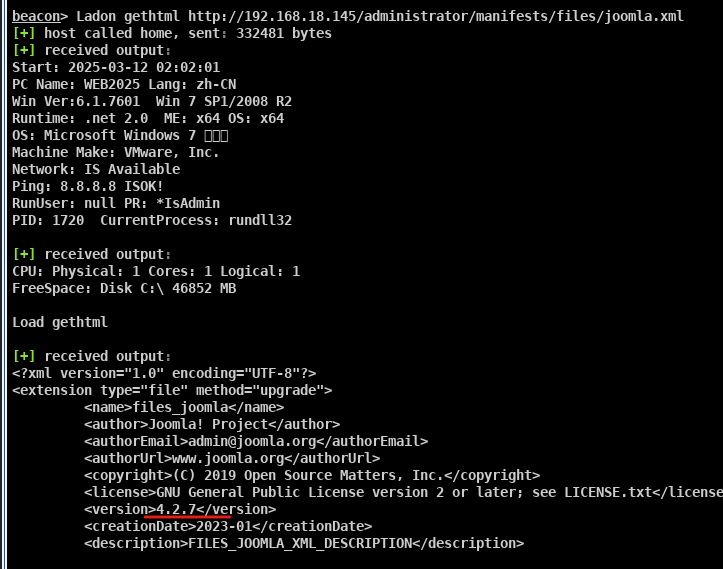 beacon> Ladon gethtml http://192.168.18.145/administrator/manifests/files/joomla.xml
[+] host called home, sent: 332481 bytes
[+] received output:
Start: 2025-03-12 02:02:01
PC Name: WEB2025 Lang: zh-CN
Win Ver:6.1.7601  Win 7 SP1/2008 R2
Runtime: .net 2.0  ME: x64 OS: x64
OS: Microsoft Windows 7 □□□
Machine Make: VMware, Inc.
Network: IS Available
Ping: 8.8.8.8 ISOK!
RunUser: null PR: *IsAdmin
PID: 1720  CurrentProcess: rundll32
[+] received output:
CPU: Physical: 1 Cores: 1 Logical: 1
FreeSpace: Disk C:\ 46852 MB
Load gethtml
[+] received output:
<?xml version="1.0" encoding="UTF-8"?>
<extension type="file" method="upgrade">
<name>files_joomla</name>
<author>Joomla! Project</author>
<authorEmail>admin@joomla.org</authorEmail>
<authorUrl>www.joomla.org</authorUrl>
<copyright>(C) 2019 Open Source Matters, Inc.</copyright>
<license>GNU General Public License version 2 or later; see LICENSE.txt</license
<version>4.2.7</version>
<creationDate>2023-01</creationDate>
<description>FILES_JOOMLA_XML_DESCRIPTION</description>